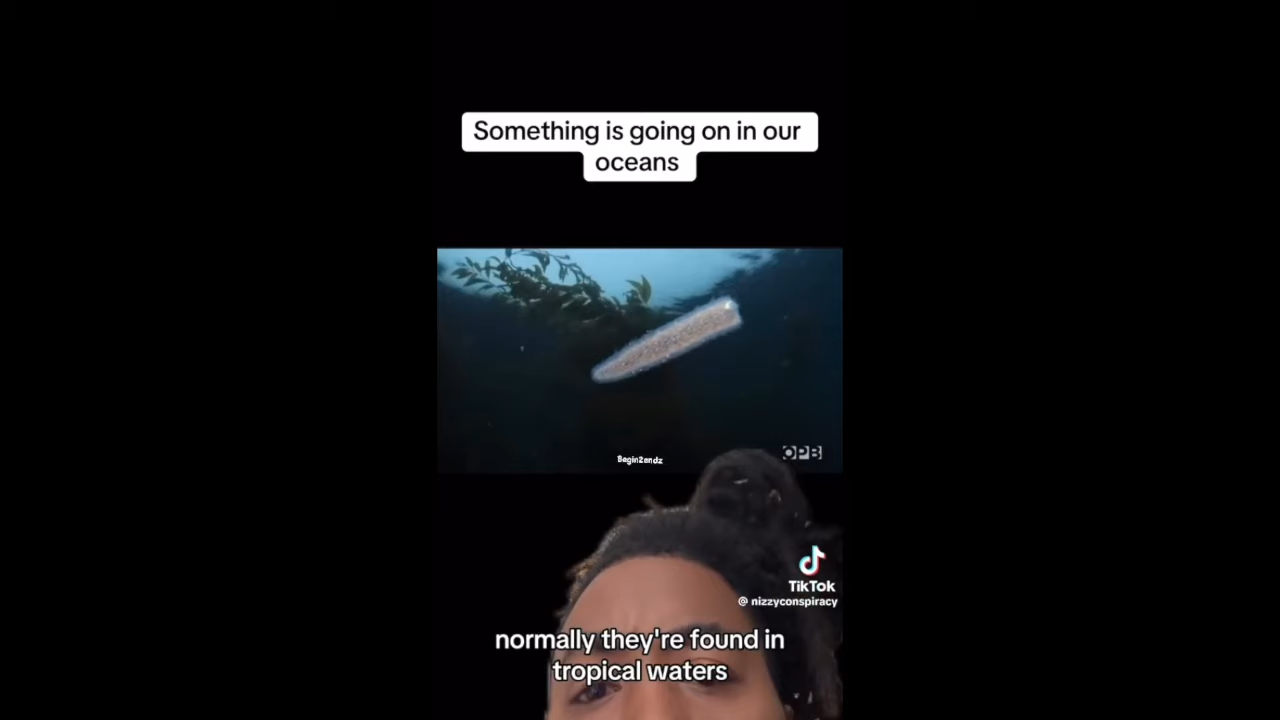 Something is going on in our
oceans
OPB
Begin2endz
TikTok
@ nizzyconspiracy
normally they're found in
tropical waters